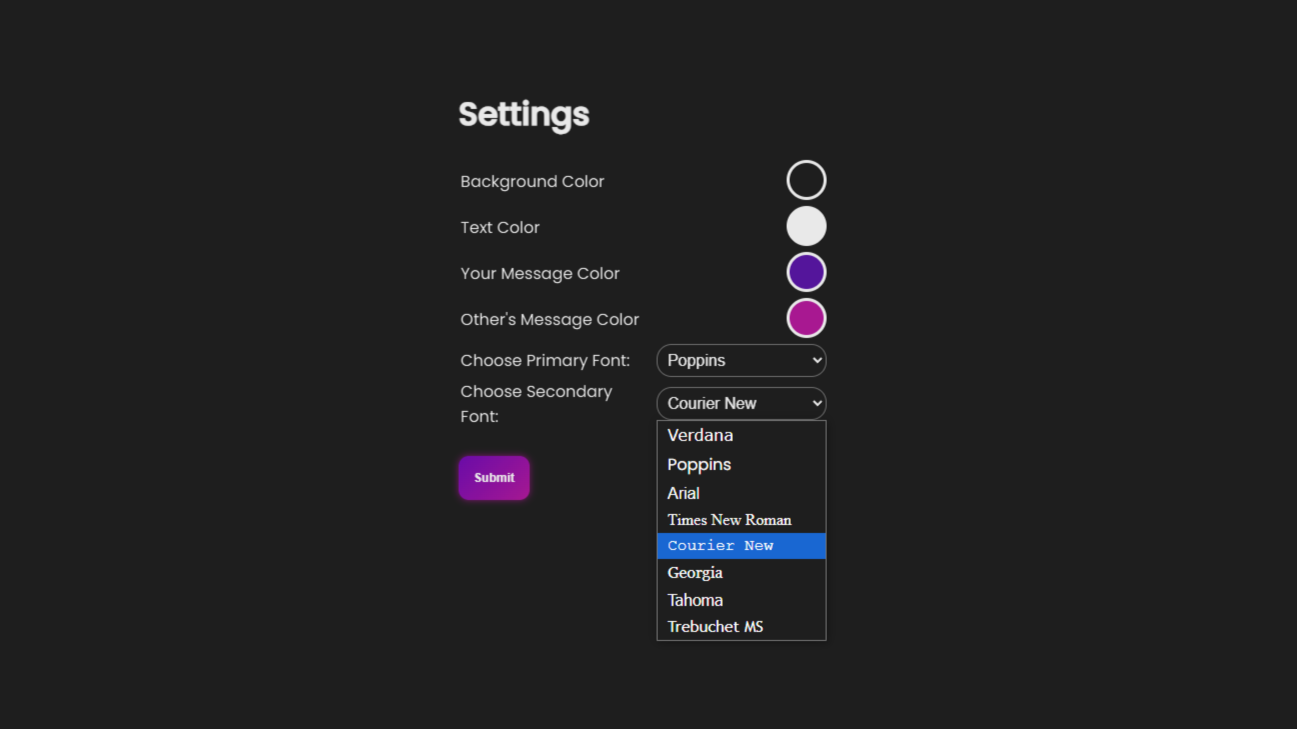 Settings
Background Color
Text Color
Your Message Color
Other's Message Color
Choose Primary Font: Poppins
Choose Secondary
Font:
Courier New
Verdana
Poppins
Arial
Times New Roman
Courier New
Georgia
Tahoma
Trebuchet MS
Submit